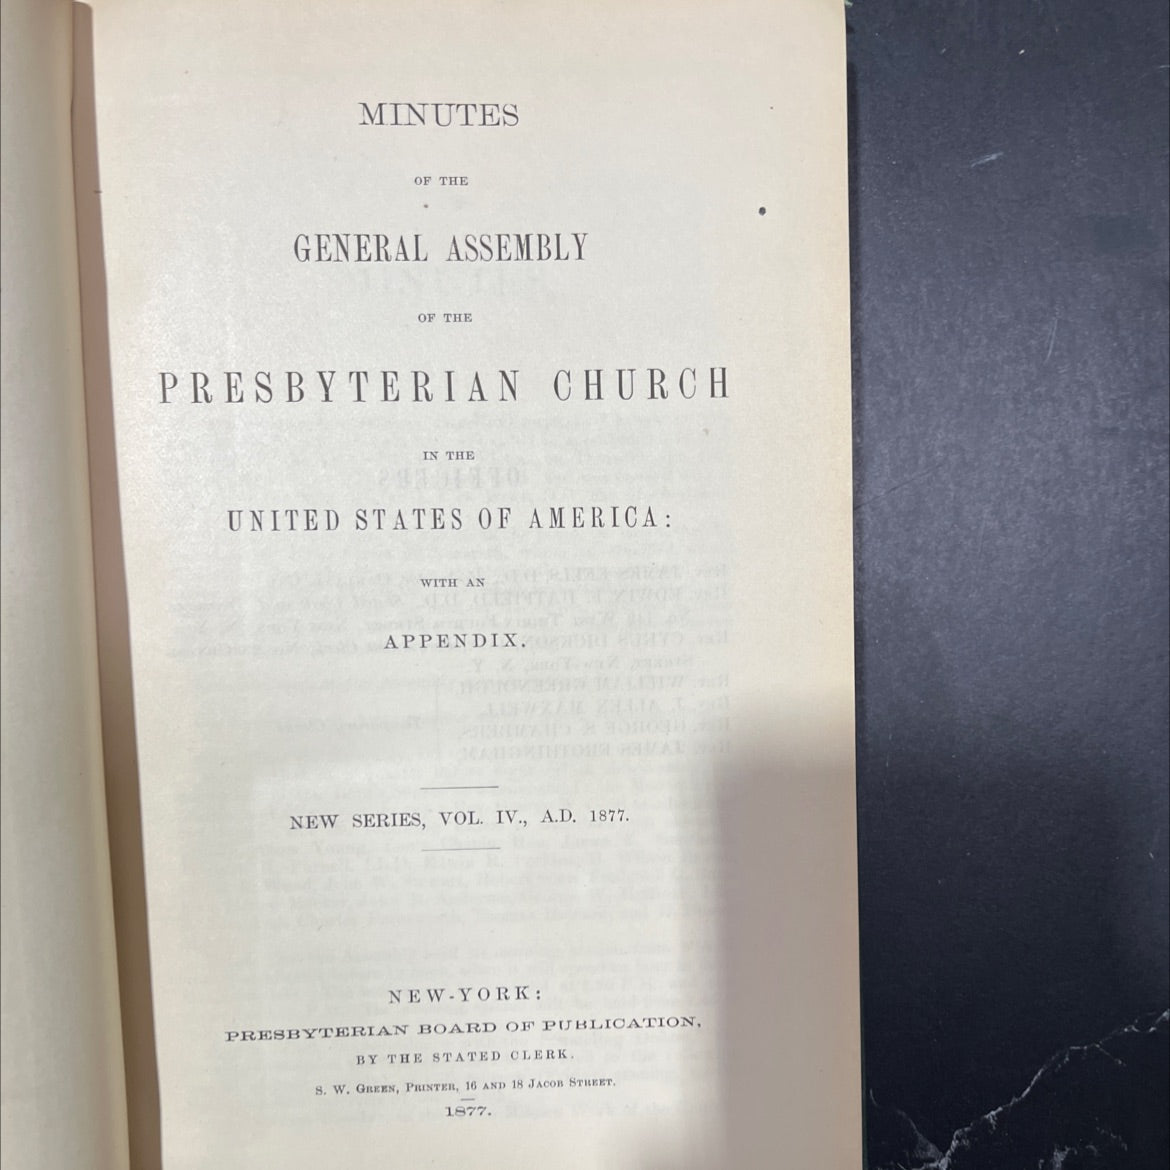 MINUTES
OF THE
GENERAL ASSEMBLY
OF THE
PRESBYTERIAN CHURCH
IN THE
UNITED STATES OF AMERICA:
WITH AN
APPENDIX.
NEW SERIES, VOL. IV., A.D. 1877.
NEW-YORK:
PRESBYTERIAN BOARD OF PUBLICATION,
BY THE STATED CLERK.
S. W. GREEN, PRINTER, 16 AND 18 JACOB STREET.
1877.